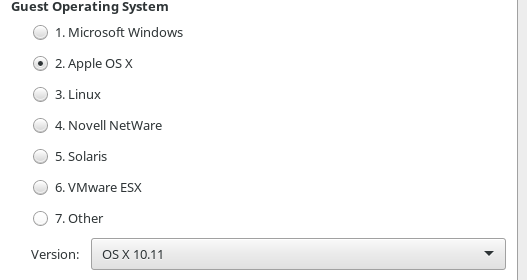 Guest Operating System
1. Microsoft Windows
2. Apple OS X
3. Linux
4. Novell NetWare
5. Solaris
6. VMware ESX
7. Other
Version: OS X 10.11